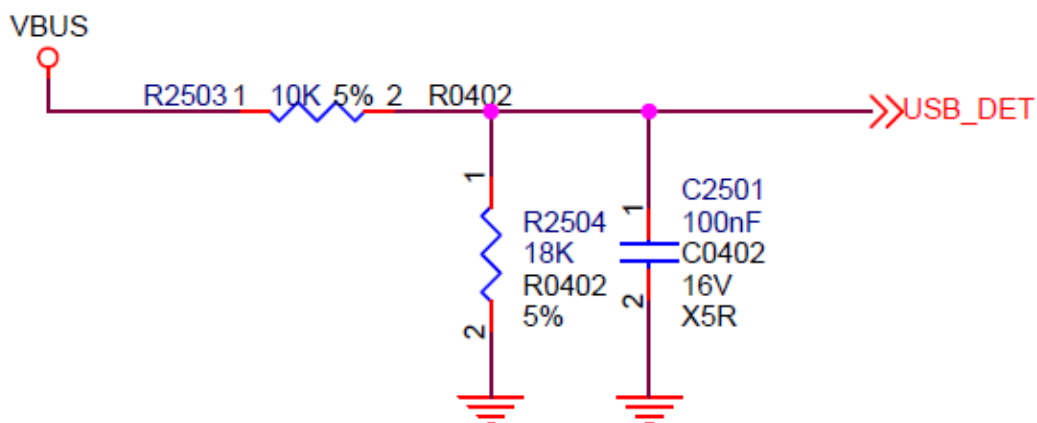 VBUS
R2503 1 10K 5% 2 R0402
USB_DET
1
R2504
18K
R0402
5%
2
1
C2501
100nF
C0402
16V
X5R
2